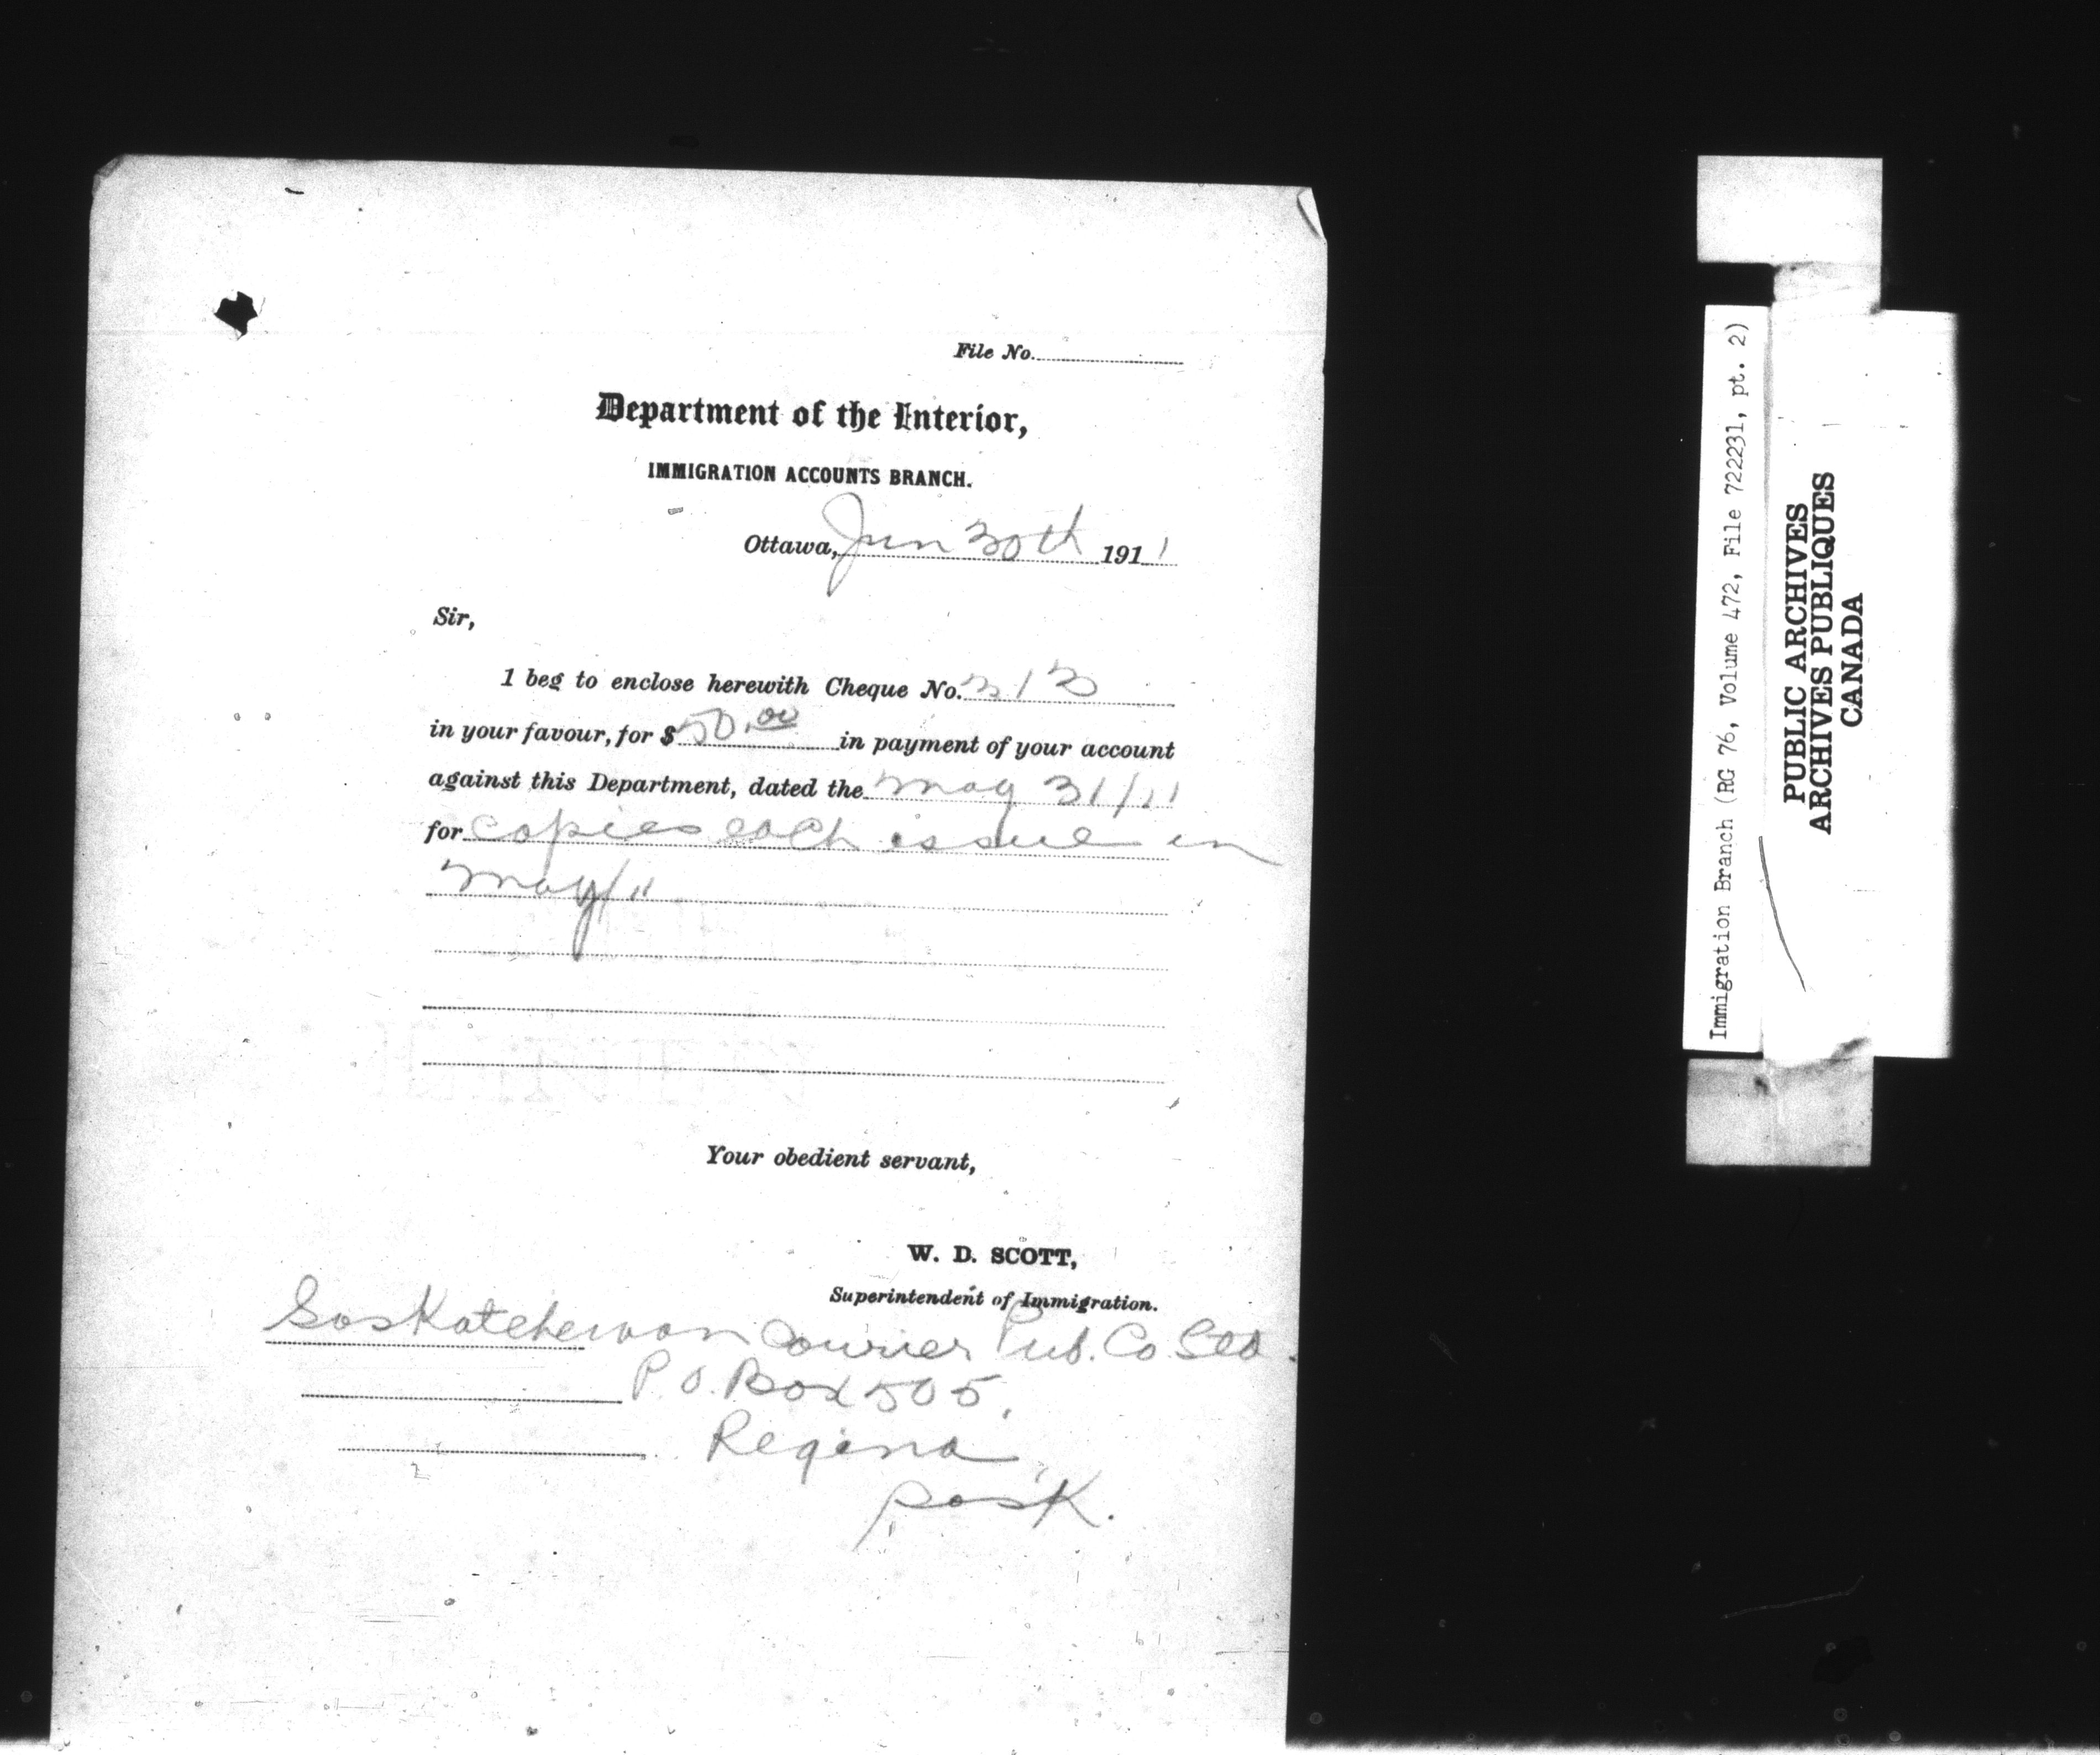 File No.
Department of the Interior,
IMMIGRATION ACCOUNTS BRANCH.
Ottawa, Jun 30th 1911
Sir,
I beg to enclose herewith Cheque No. 313
in your favour, for $ 50.00 in payment of your account
against this Department, dated the May 31/11
for copies each issue in
May/11
Your obedient servant,
W. D. SCOTT,
Superintendent of Immigration.
Saskatchewan Courier Pub. Co. Ltd.
P.O. Box 505,
Regina,
Sask.
Immigration Branch (RG 76, Volume 472, File 722231, pt. 2)
PUBLIC ARCHIVES
ARCHIVES PUBLIQUES
CANADA